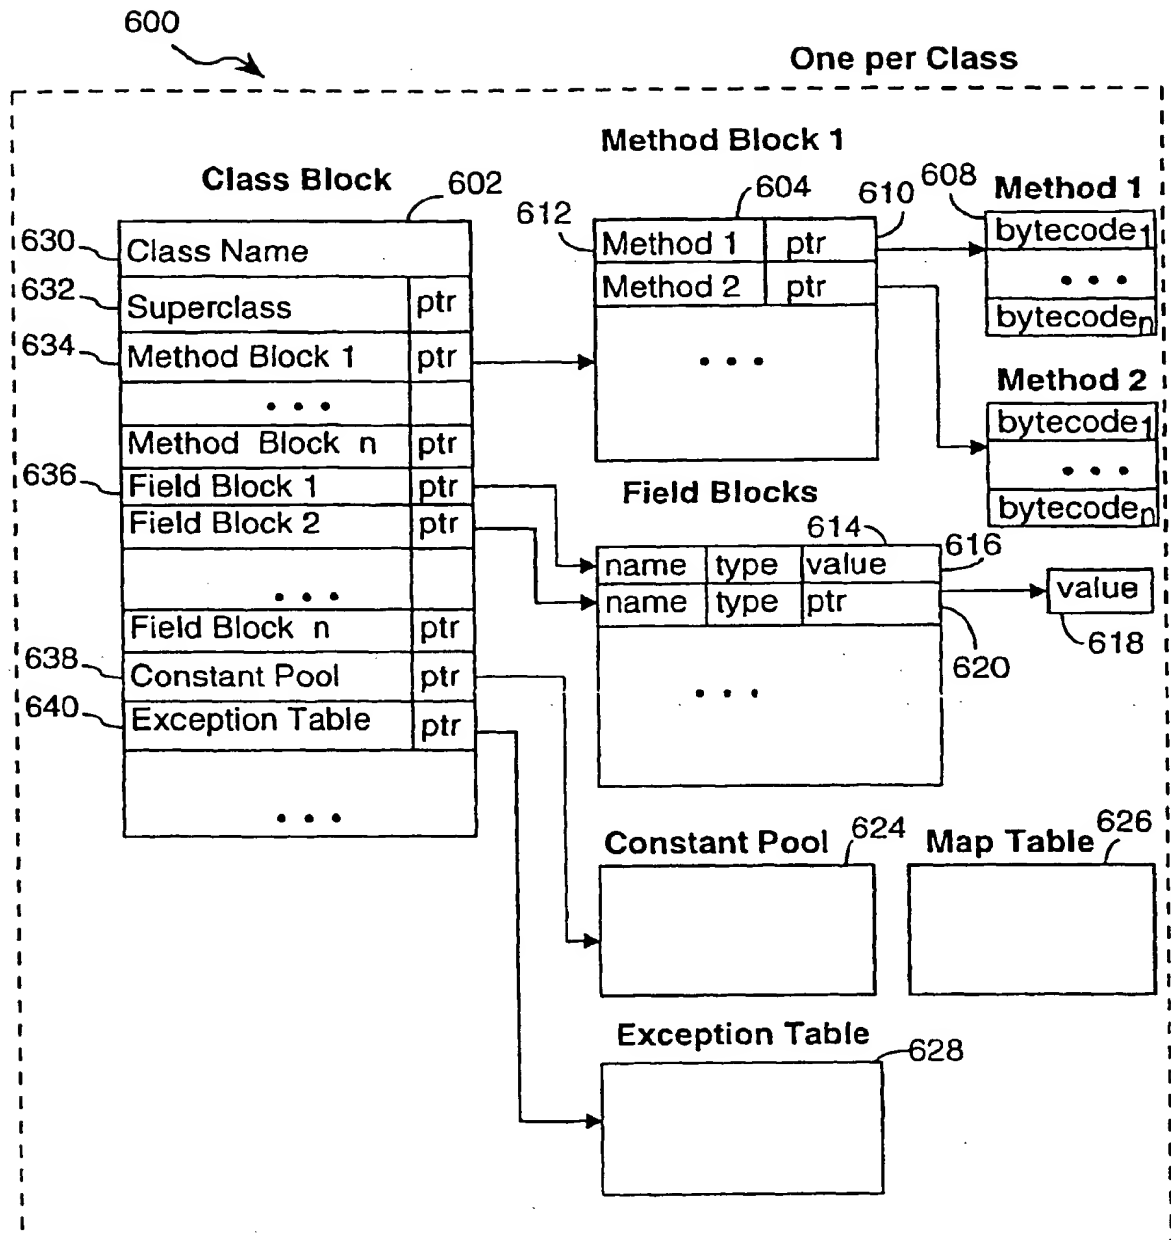 600
One per Class
Class Block
602
630
Class Name
632
Superclass ptr
634
Method Block 1 ptr
• • •
Method Block n ptr
636
Field Block 1 ptr
Field Block 2 ptr
• • •
Field Block n ptr
638
Constant Pool ptr
640
Exception Table ptr
• • •
Method Block 1
604
610
612
Method 1 ptr
Method 2 ptr
• • •
608
Method 1
bytecode1
• • •
bytecoden
Method 2
bytecode1
• • •
bytecoden
Field Blocks
614
616
name type value
name type ptr
620
• • •
value
618
Constant Pool
624
Map Table
626
Exception Table
628